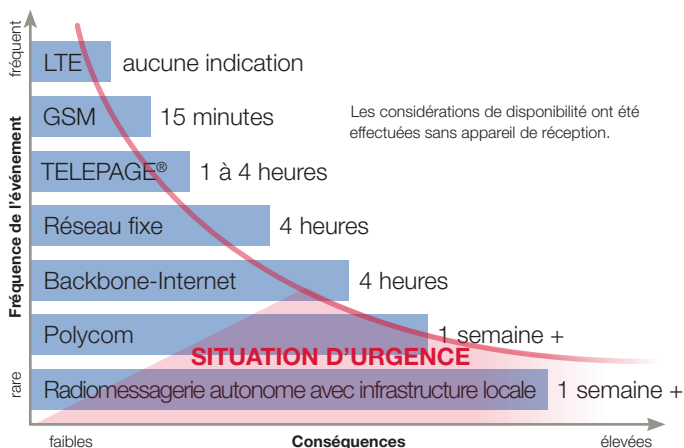 fréquent
Fréquence de l'événement
rare
LTE aucune indication
GSM 15 minutes
Les considérations de disponibilité ont été
effectuées sans appareil de réception.
TELEPAGE® 1 à 4 heures
Réseau fixe 4 heures
Backbone-Internet 4 heures
Polycom 1 semaine +
SITUATION D'URGENCE
Radiomessagerie autonome avec infrastructure locale 1 semaine +
faibles Conséquences élevées